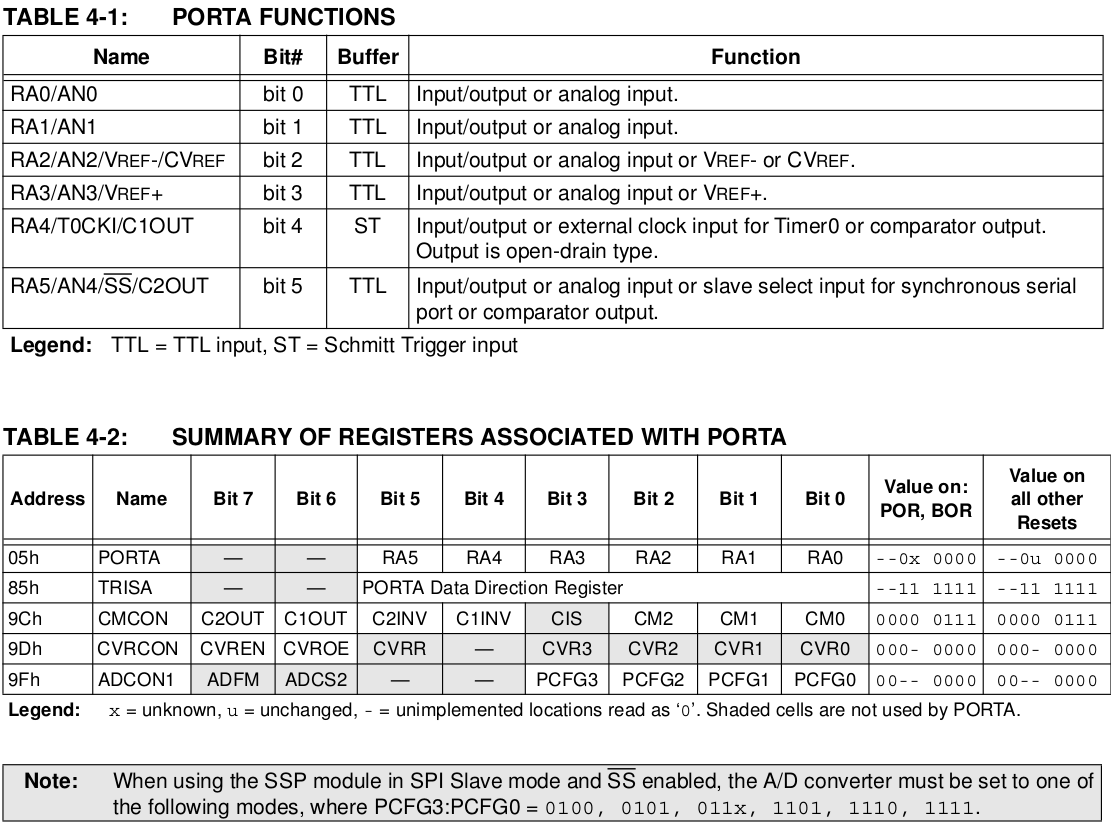 TABLE 4-1: PORTA FUNCTIONS
Name Bit# Buffer Function
RA0/AN0 bit 0 TTL Input/output or analog input.
RA1/AN1 bit 1 TTL Input/output or analog input.
RA2/AN2/VREF-/CVREF bit 2 TTL Input/output or analog input or VREF- or CVREF.
RA3/AN3/VREF+ bit 3 TTL Input/output or analog input or VREF+.
RA4/T0CKI/C1OUT bit 4 ST Input/output or external clock input for Timer0 or comparator output.
Output is open-drain type.
RA5/AN4/S̅S̅/C2OUT bit 5 TTL Input/output or analog input or slave select input for synchronous serial
port or comparator output.
Legend: TTL = TTL input, ST = Schmitt Trigger input
TABLE 4-2: SUMMARY OF REGISTERS ASSOCIATED WITH PORTA
Address Name Bit 7 Bit 6 Bit 5 Bit 4 Bit 3 Bit 2 Bit 1 Bit 0 Value on: POR, BOR Value on all other Resets
05h PORTA — — RA5 RA4 RA3 RA2 RA1 RA0 --0x 0000 --0u 0000
85h TRISA — — PORTA Data Direction Register --11 1111 --11 1111
9Ch CMCON C2OUT C1OUT C2INV C1INV CIS CM2 CM1 CM0 0000 0111 0000 0111
9Dh CVRCON CVREN CVROE CVRR — CVR3 CVR2 CVR1 CVR0 000- 0000 000- 0000
9Fh ADCON1 ADFM ADCS2 — — PCFG3 PCFG2 PCFG1 PCFG0 00-- 0000 00-- 0000
Legend: x = unknown, u = unchanged, - = unimplemented locations read as ‘0’. Shaded cells are not used by PORTA.
Note: When using the SSP module in SPI Slave mode and S̅S̅ enabled, the A/D converter must be set to one of
the following modes, where PCFG3:PCFG0 = 0100, 0101, 011x, 1101, 1110, 1111.